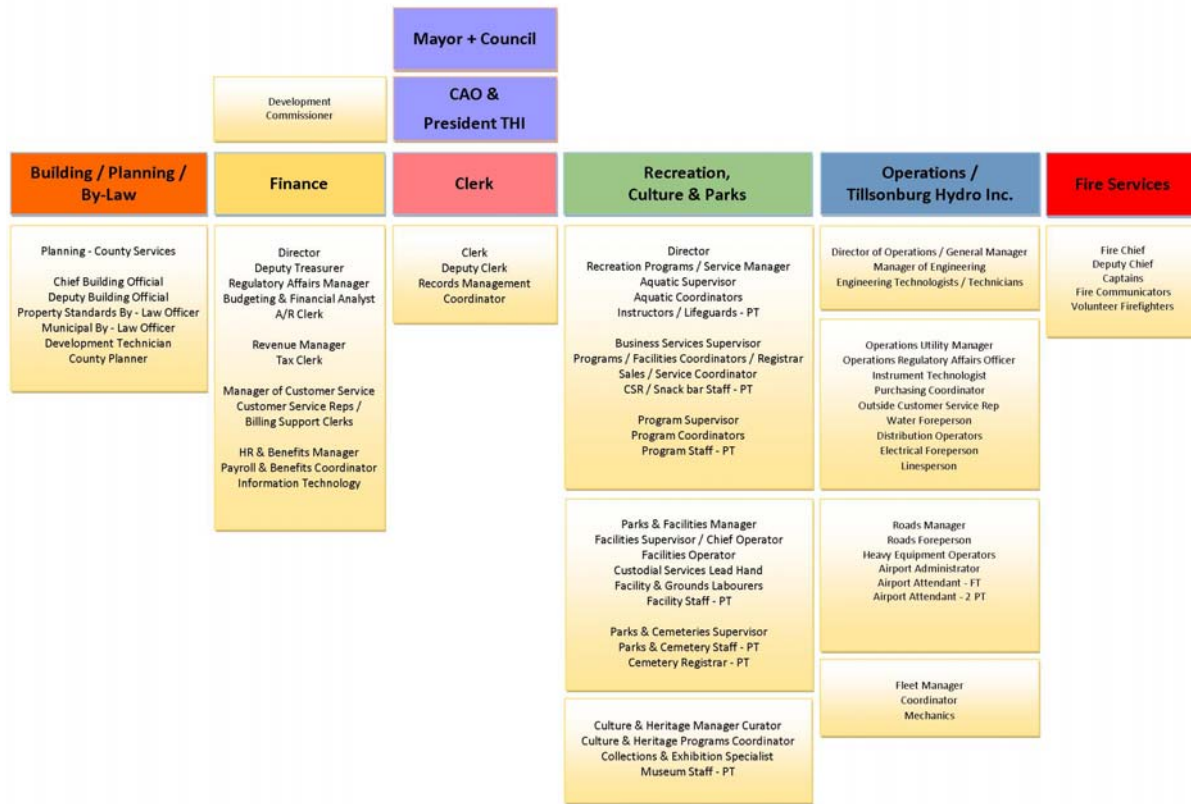 Mayor + Council
Development
Commissioner
CAO &
President THI
Building / Planning /
By-Law
Planning - County Services
Chief Building Official
Deputy Building Official
Property Standards By - Law Officer
Municipal By - Law Officer
Development Technician
County Planner
Finance
Director
Deputy Treasurer
Regulatory Affairs Manager
Budgeting & Financial Analyst
A/R Clerk
Revenue Manager
Tax Clerk
Manager of Customer Service
Customer Service Reps /
Billing Support Clerks
HR & Benefits Manager
Payroll & Benefits Coordinator
Information Technology
Clerk
Clerk
Deputy Clerk
Records Management
Coordinator
Recreation,
Culture & Parks
Director
Recreation Programs / Service Manager
Aquatic Supervisor
Aquatic Coordinators
Instructors / Lifeguards - PT
Business Services Supervisor
Programs / Facilities Coordinators / Registrar
Sales / Service Coordinator
CSR / Snack bar Staff - PT
Program Supervisor
Program Coordinators
Program Staff - PT
Parks & Facilities Manager
Facilities Supervisor / Chief Operator
Facilities Operator
Custodial Services Lead Hand
Facility & Grounds Labourers
Facility Staff - PT
Parks & Cemeteries Supervisor
Parks & Cemetery Staff - PT
Cemetery Registrar - PT
Culture & Heritage Manager Curator
Culture & Heritage Programs Coordinator
Collections & Exhibition Specialist
Museum Staff - PT
Operations /
Tillsonburg Hydro Inc.
Director of Operations / General Manager
Manager of Engineering
Engineering Technologists / Technicians
Operations Utility Manager
Operations Regulatory Affairs Officer
Instrument Technologist
Purchasing Coordinator
Outside Customer Service Rep
Water Foreperson
Distribution Operators
Electrical Foreperson
Linesperson
Roads Manager
Roads Foreperson
Heavy Equipment Operators
Airport Administrator
Airport Attendant - FT
Airport Attendant - 2 PT
Fleet Manager
Coordinator
Mechanics
Fire Services
Fire Chief
Deputy Chief
Captains
Fire Communicators
Volunteer Firefighters